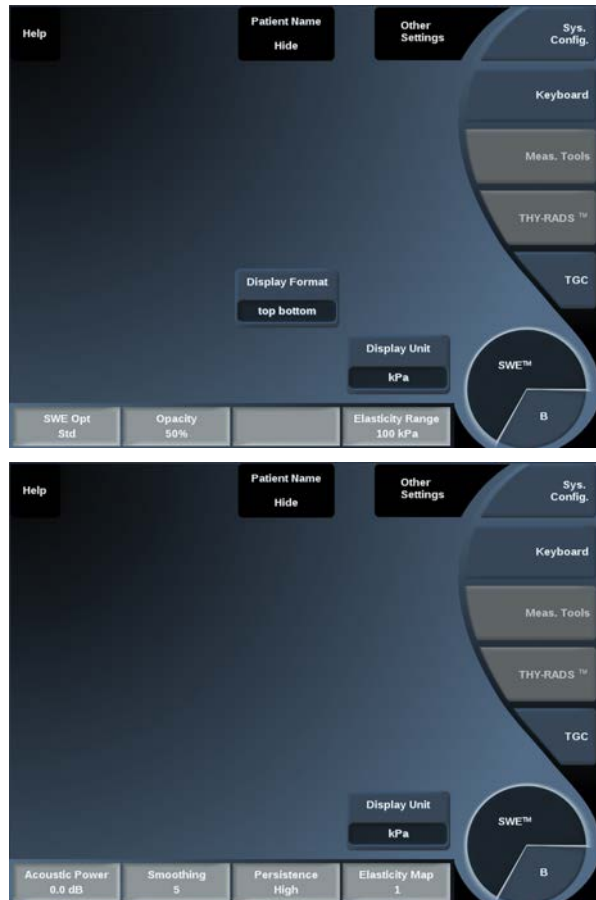 Help
Patient Name
Hide
Other
Settings
Sys.
Config.
Keyboard
Meas. Tools
THY-RADS ™
TGC
Display Format
top bottom
Display Unit
kPa
SWE™
B
SWE Opt
Std
Opacity
50%
Elasticity Range
100 kPa
Help
Patient Name
Hide
Other
Settings
Sys.
Config.
Keyboard
Meas. Tools
THY-RADS ™
TGC
Display Unit
kPa
SWE™
B
Acoustic Power
0.0 dB
Smoothing
5
Persistence
High
Elasticity Map
1